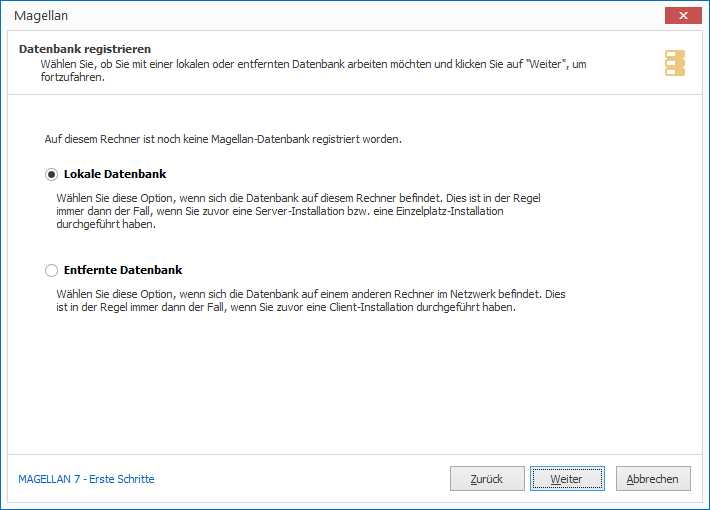 Magellan
Datenbank registrieren
Wählen Sie, ob Sie mit einer lokalen oder entfernten Datenbank arbeiten möchten und klicken Sie auf "Weiter", um
fortzufahren.
Auf diesem Rechner ist noch keine Magellan-Datenbank registriert worden.
Lokale Datenbank
Wählen Sie diese Option, wenn sich die Datenbank auf diesem Rechner befindet. Dies ist in der Regel
immer dann der Fall, wenn Sie zuvor eine Server-Installation bzw. eine Einzelplatz-Installation
durchgeführt haben.
Entfernte Datenbank
Wählen Sie diese Option, wenn sich die Datenbank auf einem anderen Rechner im Netzwerk befindet. Dies
ist in der Regel immer dann der Fall, wenn Sie zuvor eine Client-Installation durchgeführt haben.
MAGELLAN 7 - Erste Schritte
Zurück
Weiter
Abbrechen